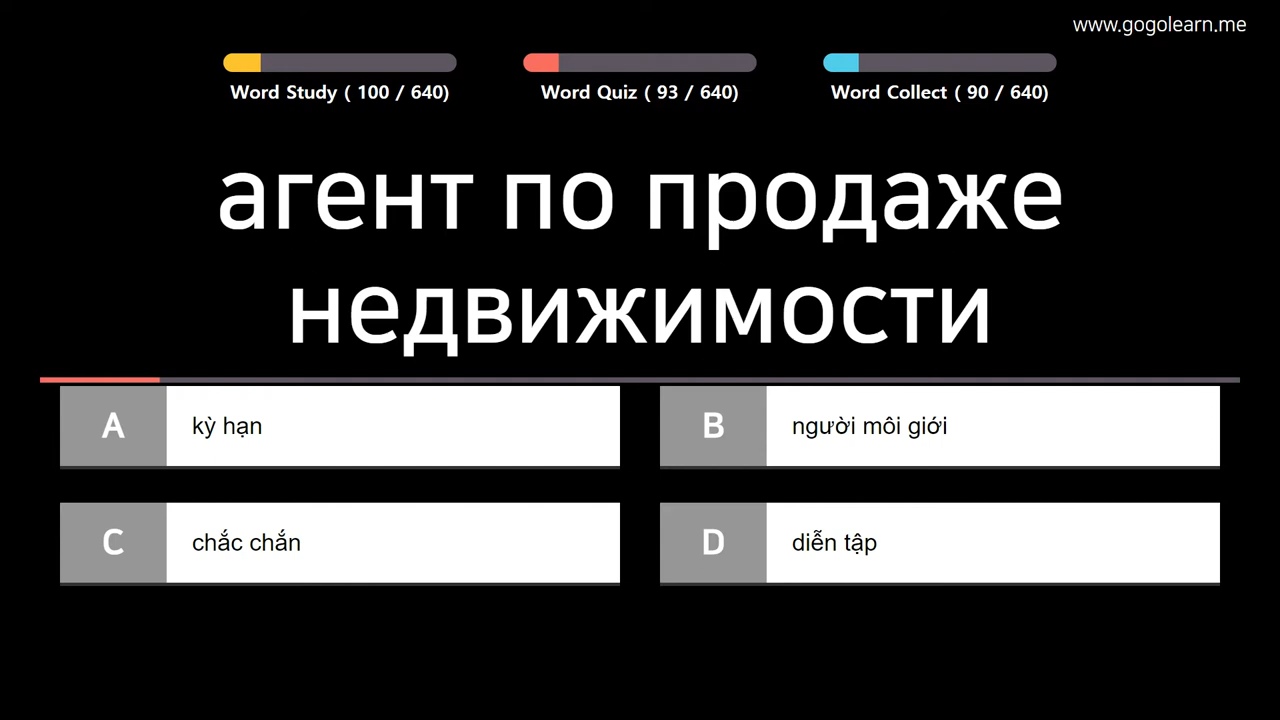 www.gogolearn.me
Word Study ( 100 / 640)
Word Quiz ( 93 / 640)
Word Collect ( 90 / 640)
агент по продаже
недвижимости
A
kỳ hạn
B
người môi giới
C
chắc chắn
D
diễn tập